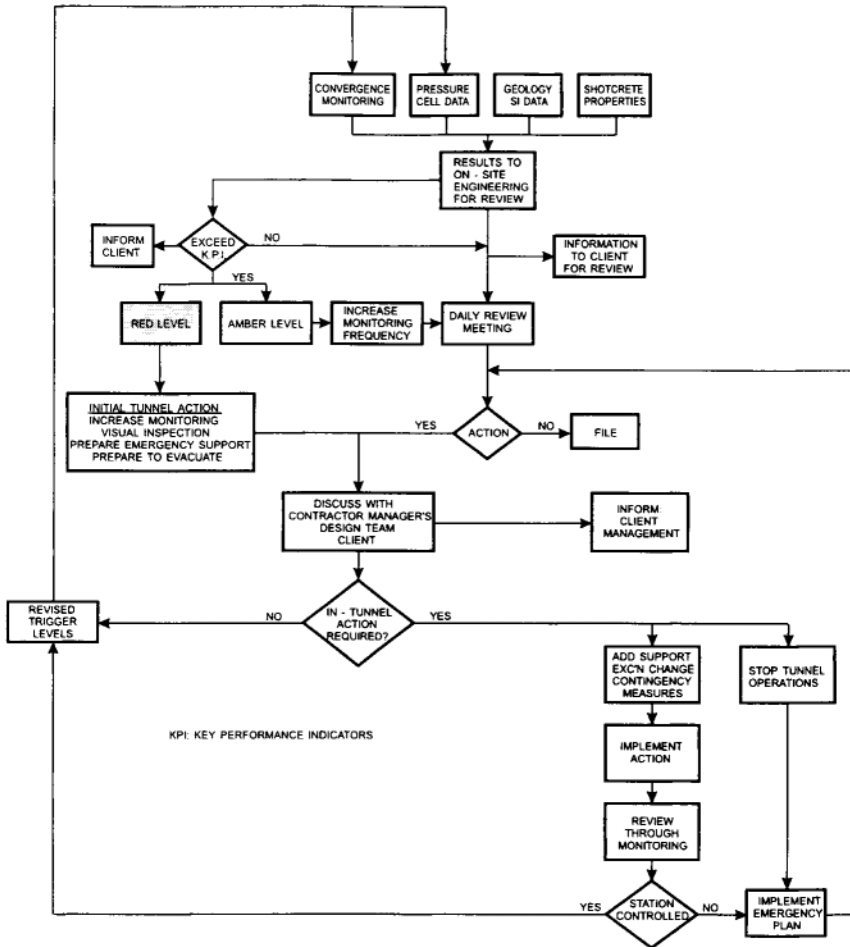 CONVERGENCE
MONITORING
PRESSURE
CELL DATA
GEOLOGY
SI DATA
SHOTCRETE
PROPERTIES
RESULTS TO
ON - SITE
ENGINEERING
FOR REVIEW
INFORM
CLIENT
EXCEED
K.P.I.
NO
INFORMATION
TO CLIENT
FOR REVIEW
YES
RED LEVEL
AMBER LEVEL
INCREASE
MONITORING
FREQUENCY
DAILY REVIEW
MEETING
INITIAL TUNNEL ACTION
INCREASE MONITORING
VISUAL INSPECTION
PREPARE EMERGENCY SUPPORT
PREPARE TO EVACUATE
YES
ACTION
NO
FILE
DISCUSS WITH
CONTRACTOR MANAGER'S
DESIGN TEAM
CLIENT
INFORM
CLIENT
MANAGEMENT
REVISED
TRIGGER
LEVELS
NO
IN - TUNNEL
ACTION
REQUIRED?
YES
ADD SUPPORT
EXC'N CHANGE
CONTINGENCY
MEASURES
STOP TUNNEL
OPERATIONS
KPI: KEY PERFORMANCE INDICATORS
IMPLEMENT
ACTION
REVIEW
THROUGH
MONITORING
YES
STATION
CONTROLLED
NO
IMPLEMENT
EMERGENCY
PLAN